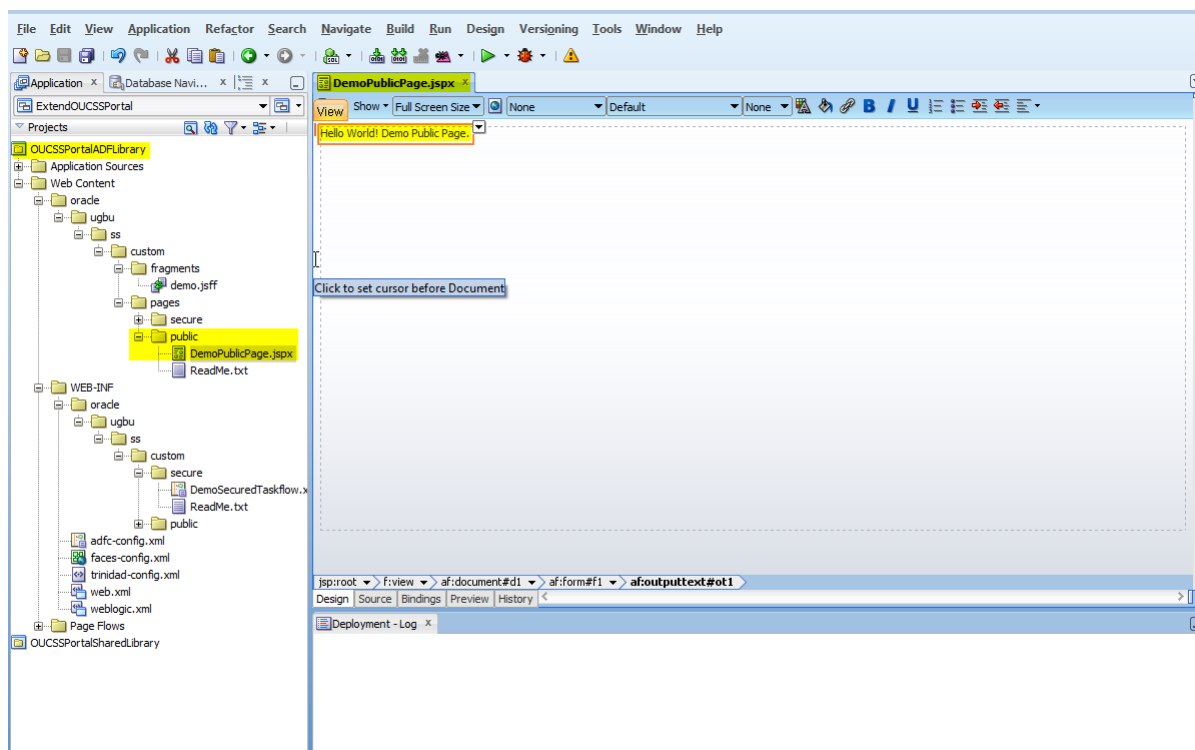 File Edit View Application Refactor Search Navigate Build Run Design Versioning Tools Window Help
Application x Database Navi... x x
DemoPublicPage.jspx x
ExtendOUCSSPortal
View Show Full Screen Size None Default None B I U
Projects
Hello World! Demo Public Page.
OUCSSPortalADFLibrary
Application Sources
Web Content
oracle
ugbu
ss
custom
fragments
demo.jsff
pages
secure
public
DemoPublicPage.jspx
ReadMe.txt
WEB-INF
oracle
ugbu
ss
custom
secure
DemoSecuredTaskflow.x
ReadMe.txt
public
adfc-config.xml
faces-config.xml
trinidad-config.xml
web.xml
weblogic.xml
Page Flows
OUCSSPortalSharedLibrary
Click to set cursor before Document
jsp:root f:view af:document#d1 af:form#f1 af:outputtext#ot1
Design Source Bindings Preview History
Deployment - Log x